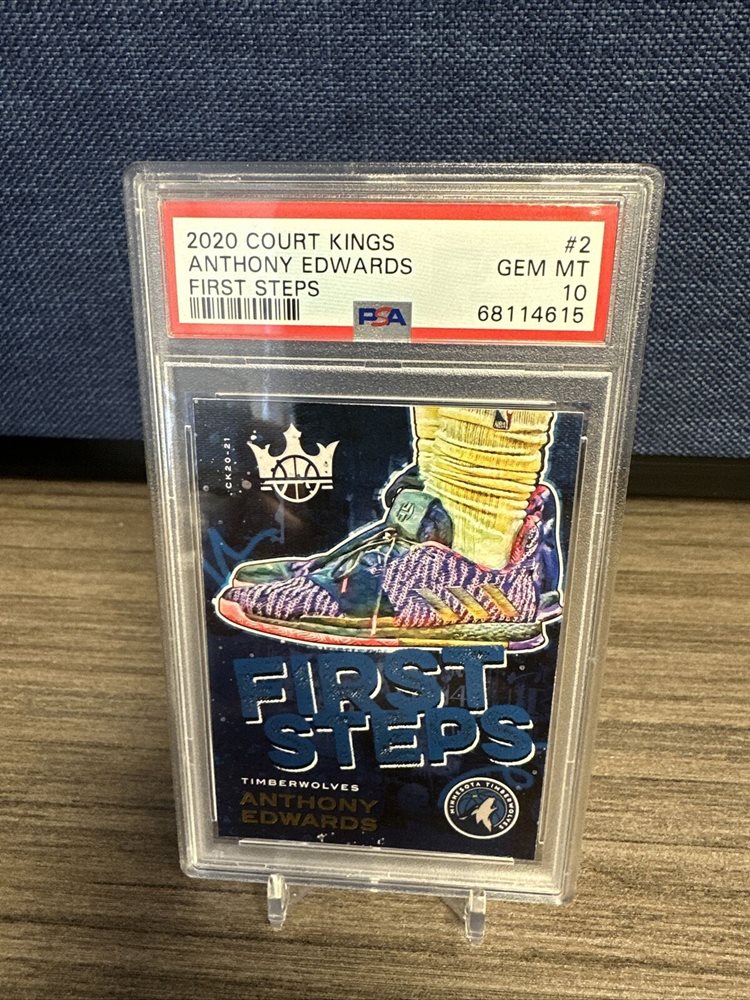 2020 COURT KINGS #2
ANTHONY EDWARDS GEM MT
FIRST STEPS 10
PSA 68114615
CK20-21
FIRST
STEPS
TIMBERWOLVES
ANTHONY
EDWARDS
MINNESOTA TIMBERWOLVES